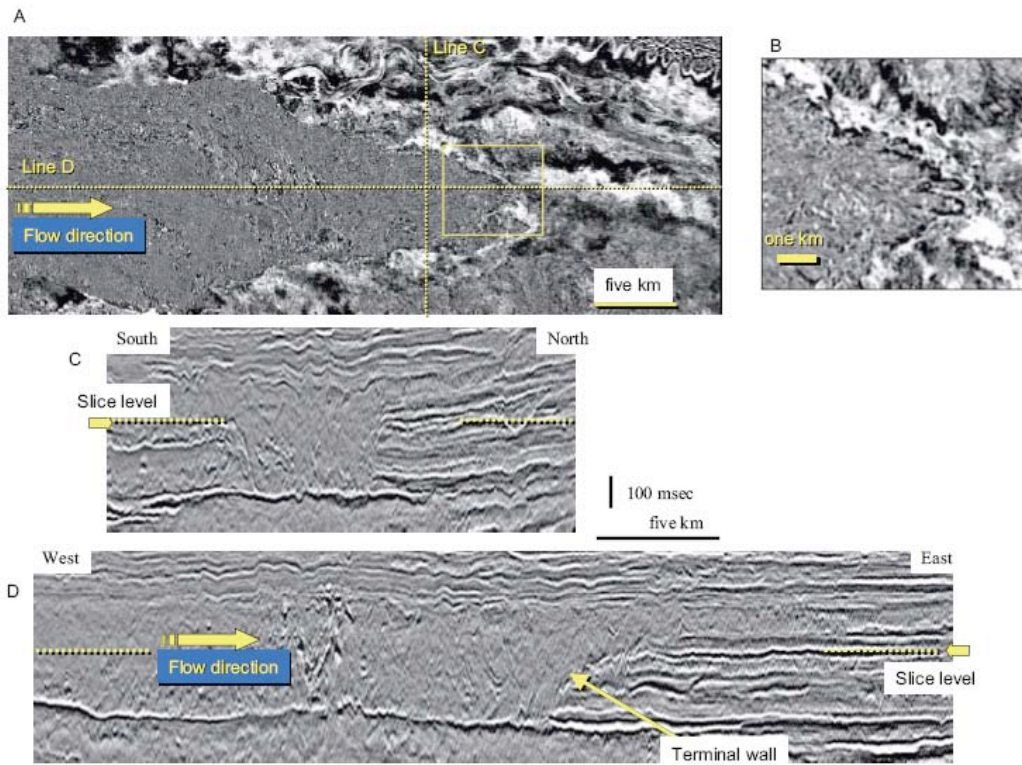 A
Line C
B
Line D
Flow direction
one km
five km
South
North
C
Slice level
100 msec
five km
West
East
D
Flow direction
Slice level
Terminal wall